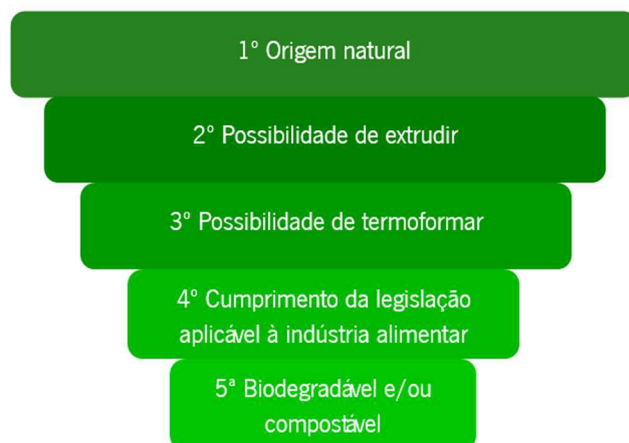 1º Origem natural
2º Possibilidade de extrudir
3º Possibilidade de termoformar
4º Cumprimento da legislação
aplicável à indústria alimentar
5ª Biodegradável e/ou
compostável